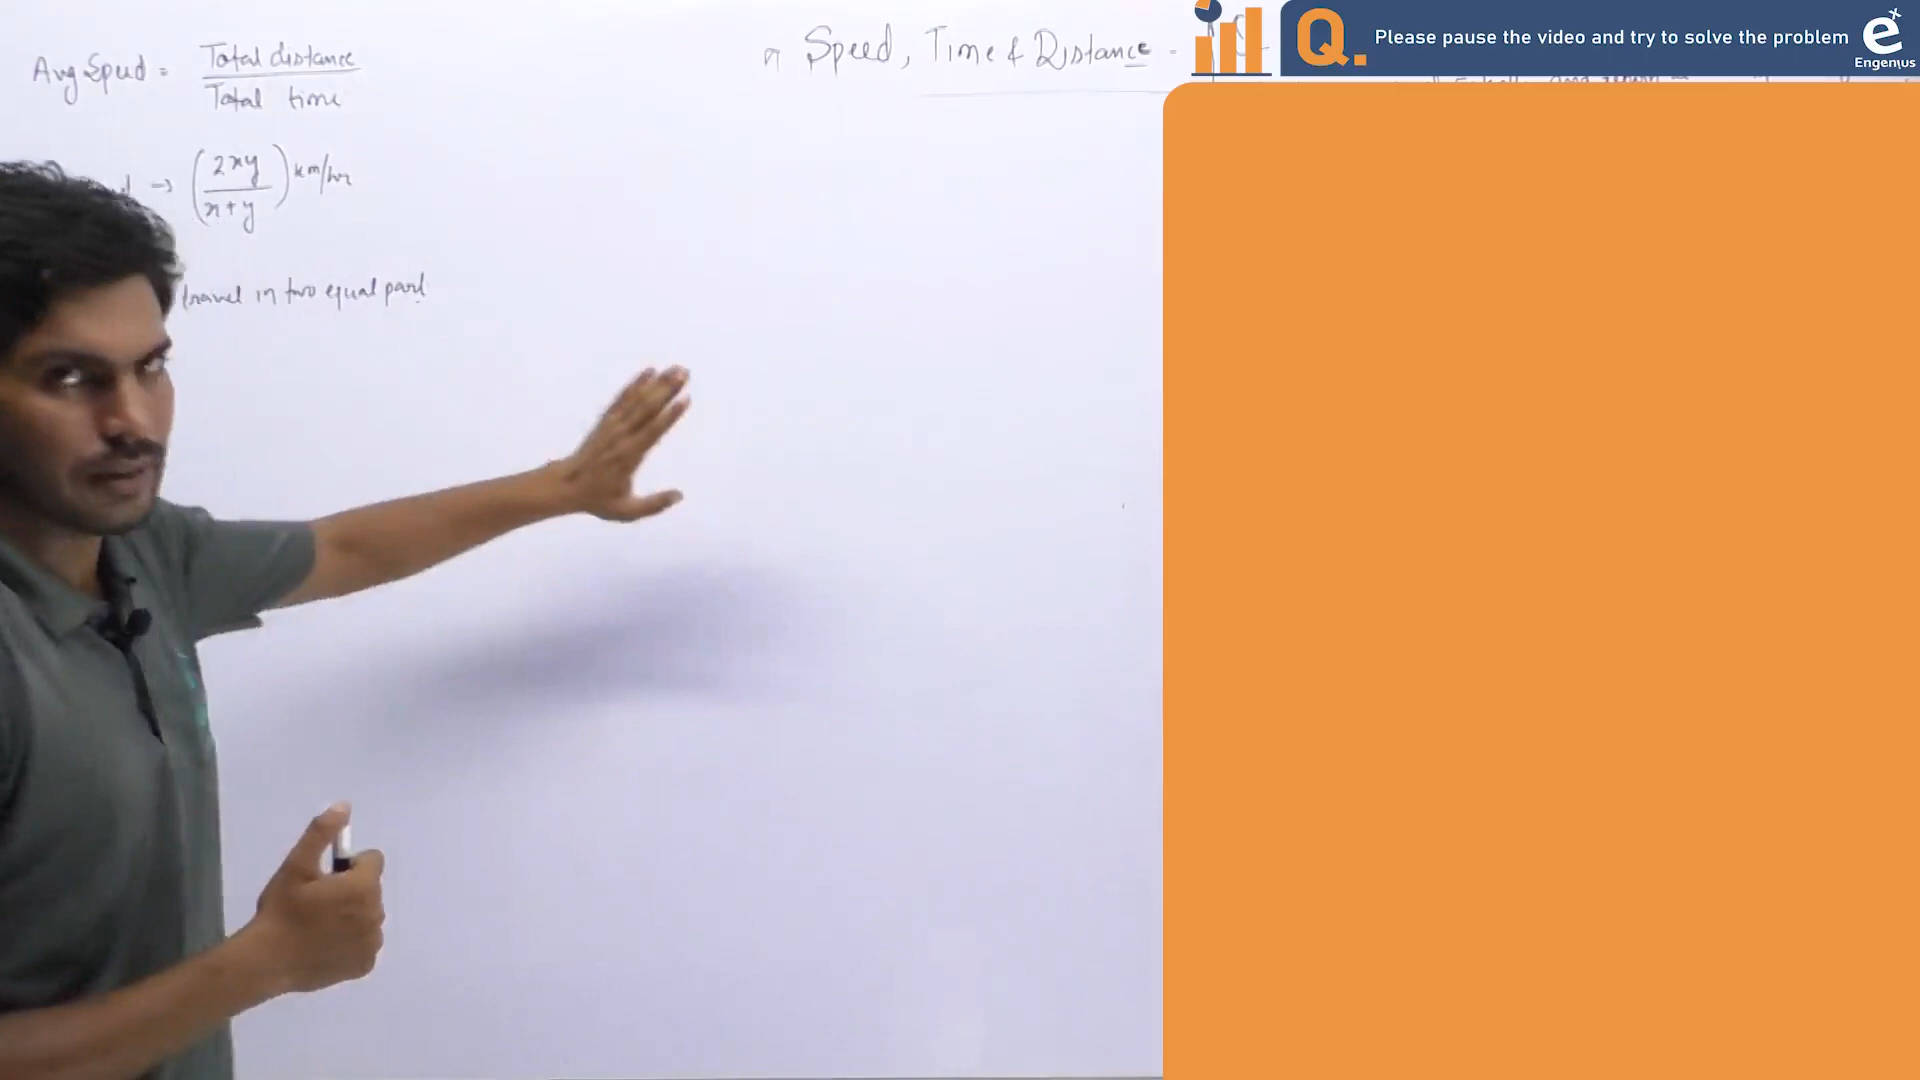 Avg Speed = Total distance
Total time
Speed, Time & Distance -
→ (2xy / x+y) km/hr
travel in two equal part
Q. Please pause the video and try to solve the problem
ex
Engenius